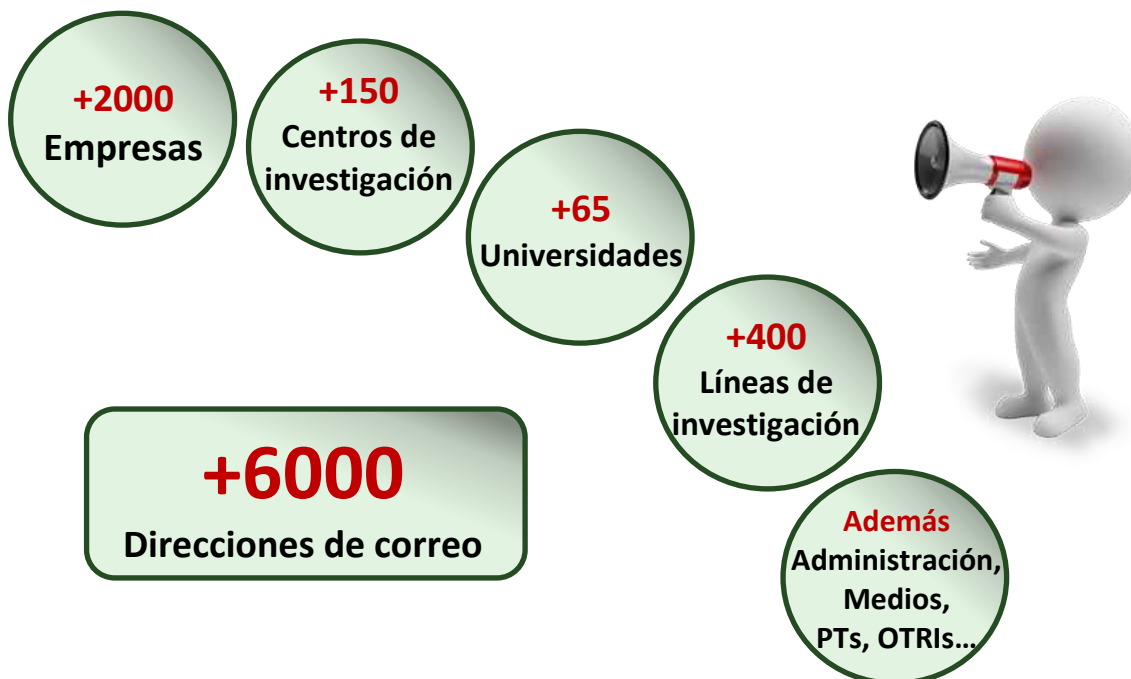 +2000
Empresas
+150
Centros de
investigación
+65
Universidades
+400
Líneas de
investigación
+6000
Direcciones de correo
Además
Administración,
Medios,
PTs, OTRIs…